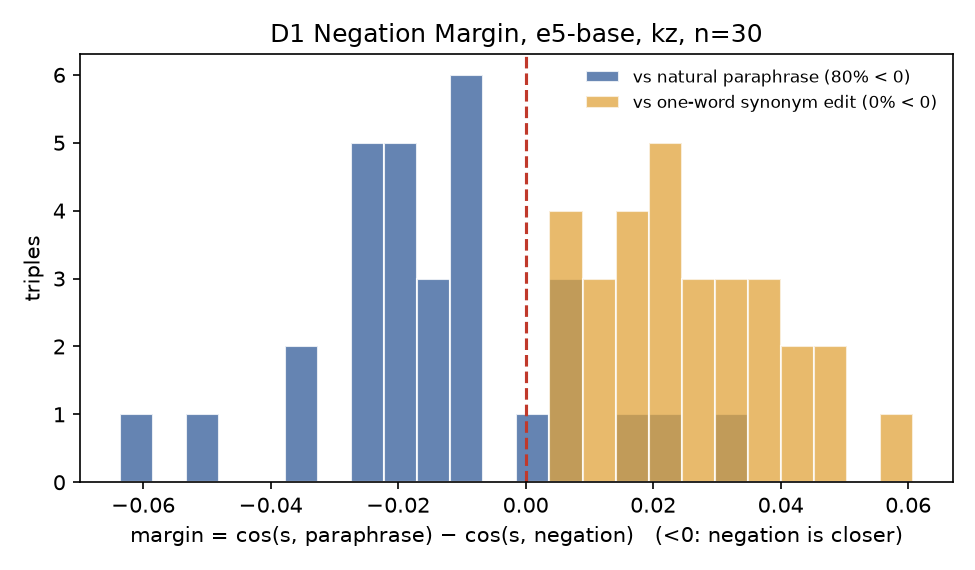 D1 Negation Margin, e5-base, kz, n=30
vs natural paraphrase (80% < 0)
vs one-word synonym edit (0% < 0)
triples
6
5
4
3
2
1
0
−0.06 −0.04 −0.02 0.00 0.02 0.04 0.06
margin = cos(s, paraphrase) − cos(s, negation) (<0: negation is closer)